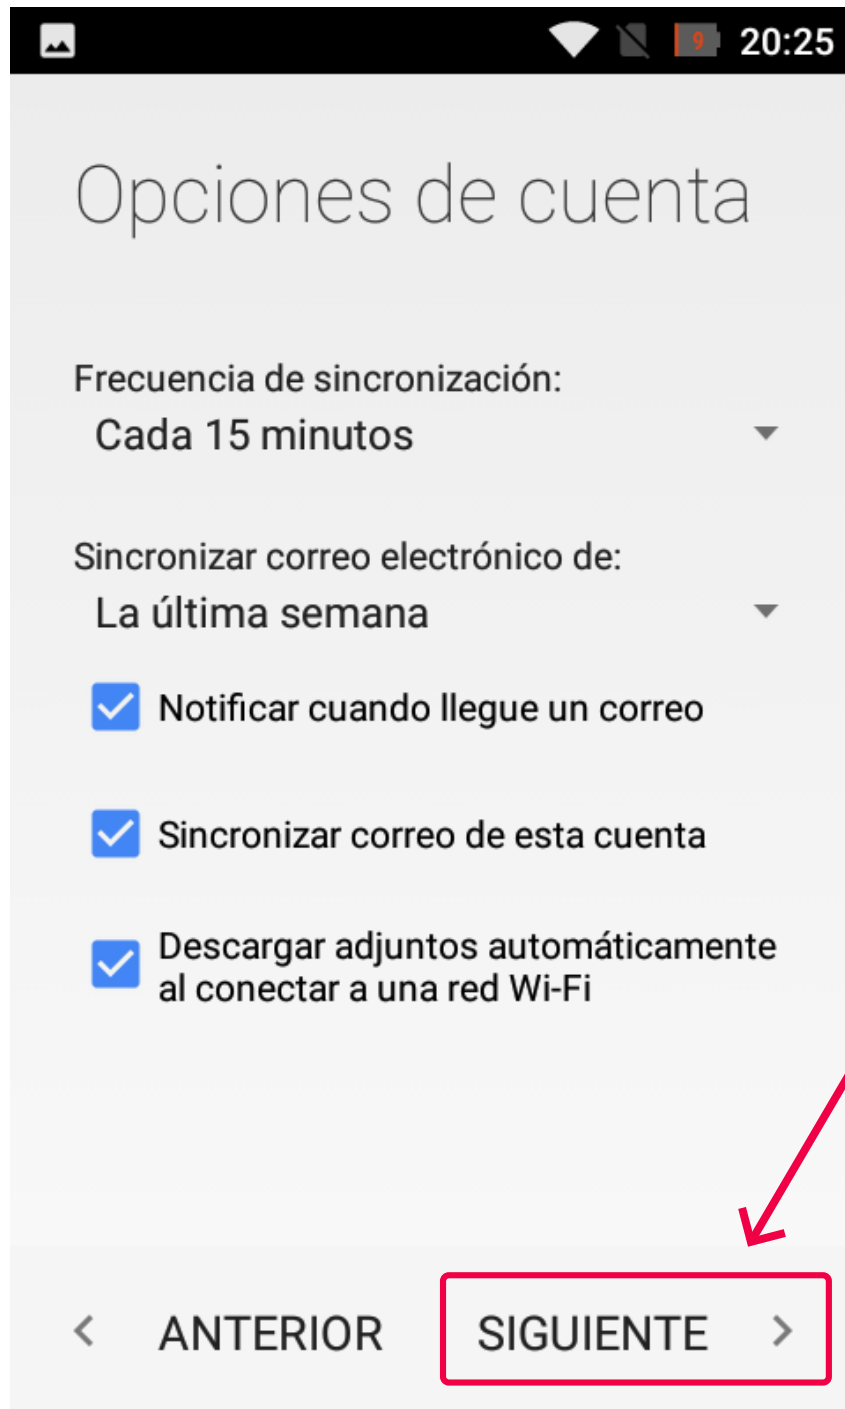 9 20:25
Opciones de cuenta
Frecuencia de sincronización:
Cada 15 minutos
Sincronizar correo electrónico de:
La última semana
Notificar cuando llegue un correo
Sincronizar correo de esta cuenta
Descargar adjuntos automáticamente
al conectar a una red Wi-Fi
ANTERIOR SIGUIENTE